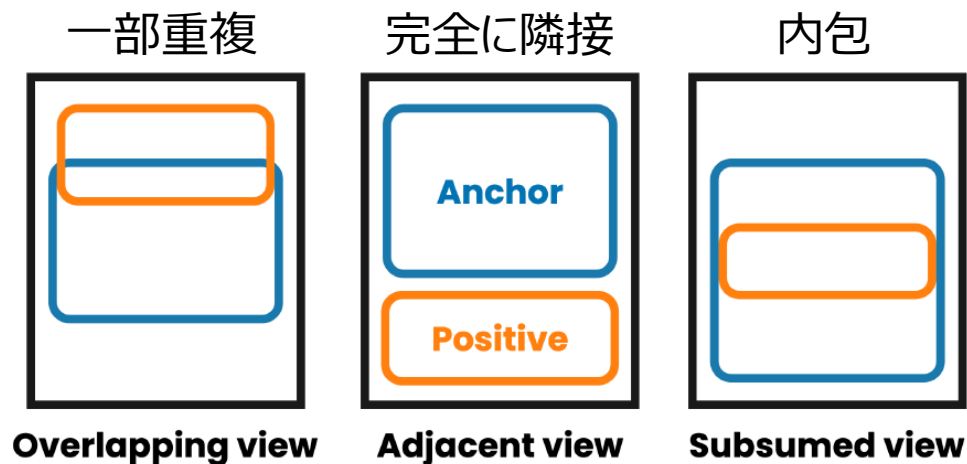 一部重複
完全に隣接
内包
Anchor
Positive
Overlapping view
Adjacent view
Subsumed view